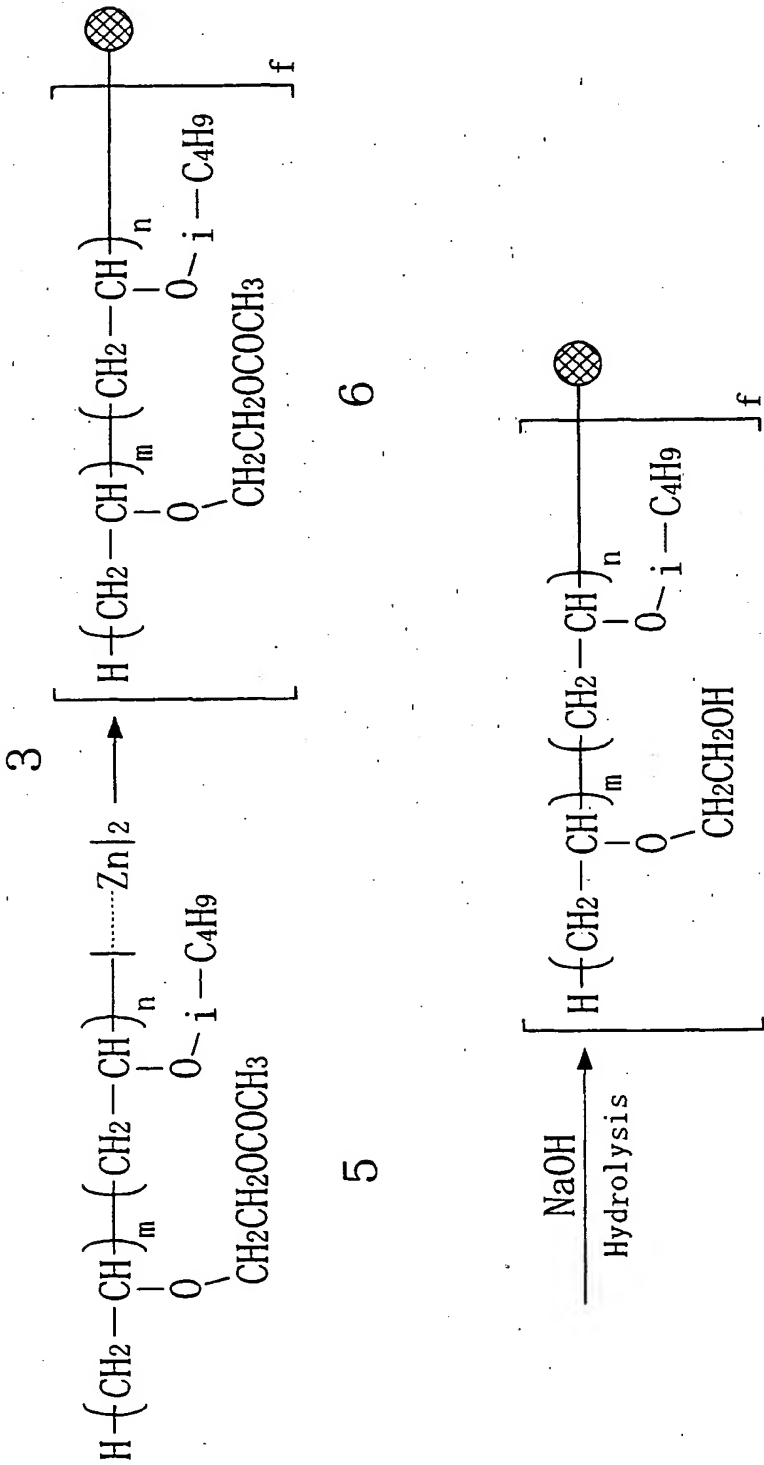 3
H (CH2 — CH)m (CH2 — CH)n I ······ Zn I2
O O
CH2CH2OCOCH3 i — C4H9
5
[H (CH2 — CH)m (CH2 — CH)n ]f
O O
CH2CH2OCOCH3 i — C4H9
6
NaOH
Hydrolysis
[H (CH2 — CH)m (CH2 — CH)n ]f
O O
CH2CH2OH i — C4H9